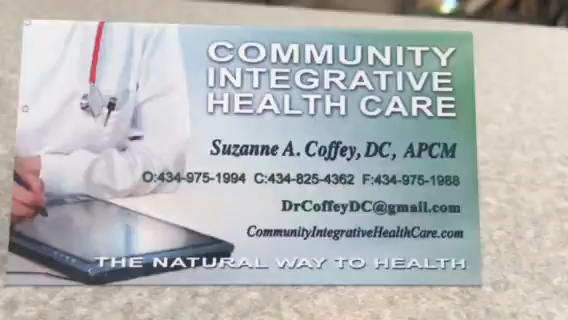 COMMUNITY
INTEGRATIVE
HEALTH CARE
Suzanne A. Coffey, DC, APCM
O:434-975-1994 C:434-825-4362 F:434-975-1988
DrCoffeyDC@gmail.com
CommunityIntegrativeHealthCare.com
THE NATURAL WAY TO HEALTH